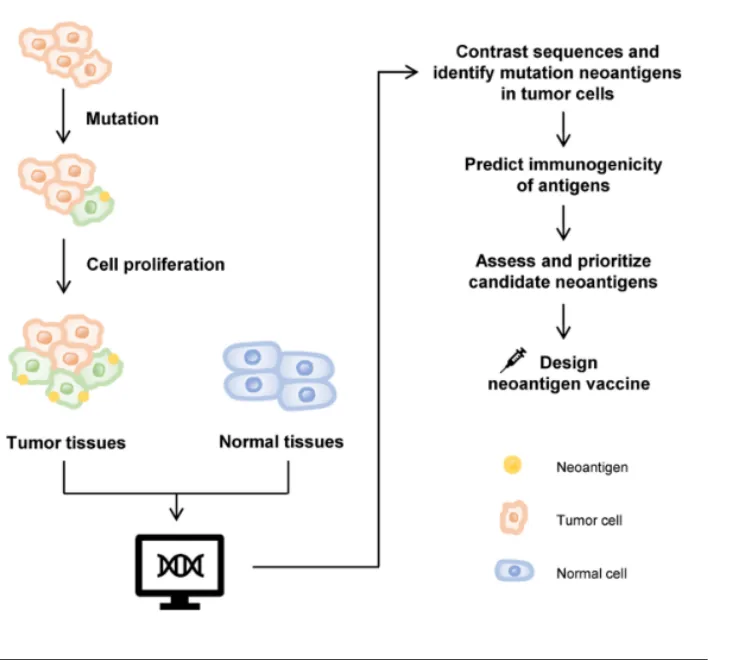 Mutation
Cell proliferation
Tumor tissues
Normal tissues
Contrast sequences and
identify mutation neoantigens
in tumor cells
Predict immunogenicity
of antigens
Assess and prioritize
candidate neoantigens
Design
neoantigen vaccine
Neoantigen
Tumor cell
Normal cell